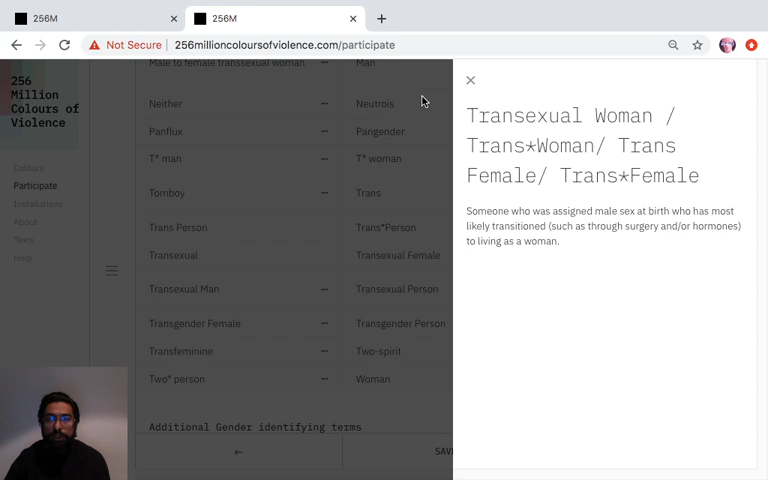 256M
256M
Not Secure
256millioncoloursofviolence.com/participate
256
Million
Colours of
Violence
Colours
Participate
Installations
About
Texts
Help
Male to female transsexual woman
Man
Neither
Neutrois
Panflux
Pangender
T* man
T* woman
Tomboy
Trans
Trans Person
Trans*Person
Transexual
Transexual Female
Transexual Man
Transexual Person
Transgender Female
Transgender Person
Transfeminine
Two-spirit
Two* person
Woman
Additional Gender identifying terms
SAV
Transexual Woman /
Trans*Woman/ Trans
Female/ Trans*Female
Someone who was assigned male sex at birth who has most
likely transitioned (such as through surgery and/or hormones)
to living as a woman.